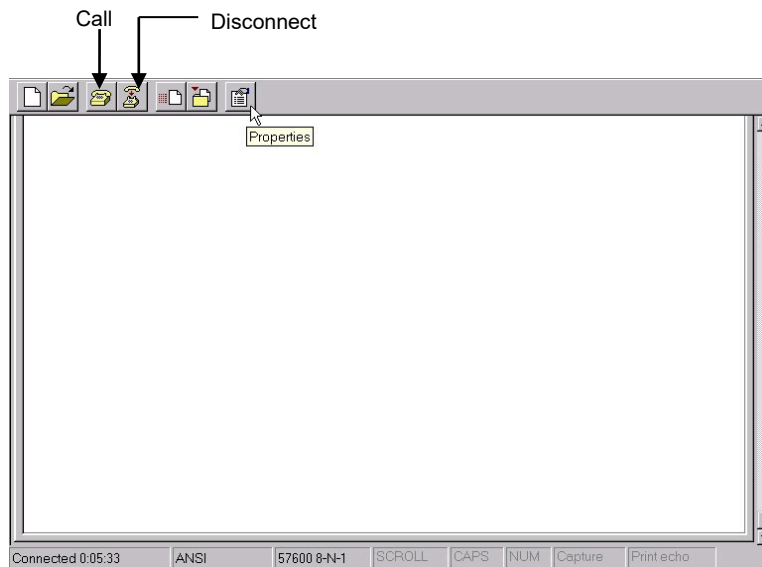 Call
Disconnect
Properties
Connected 0:05:33 ANSI 57600 8-N-1 SCROLL CAPS NUM Capture Print echo